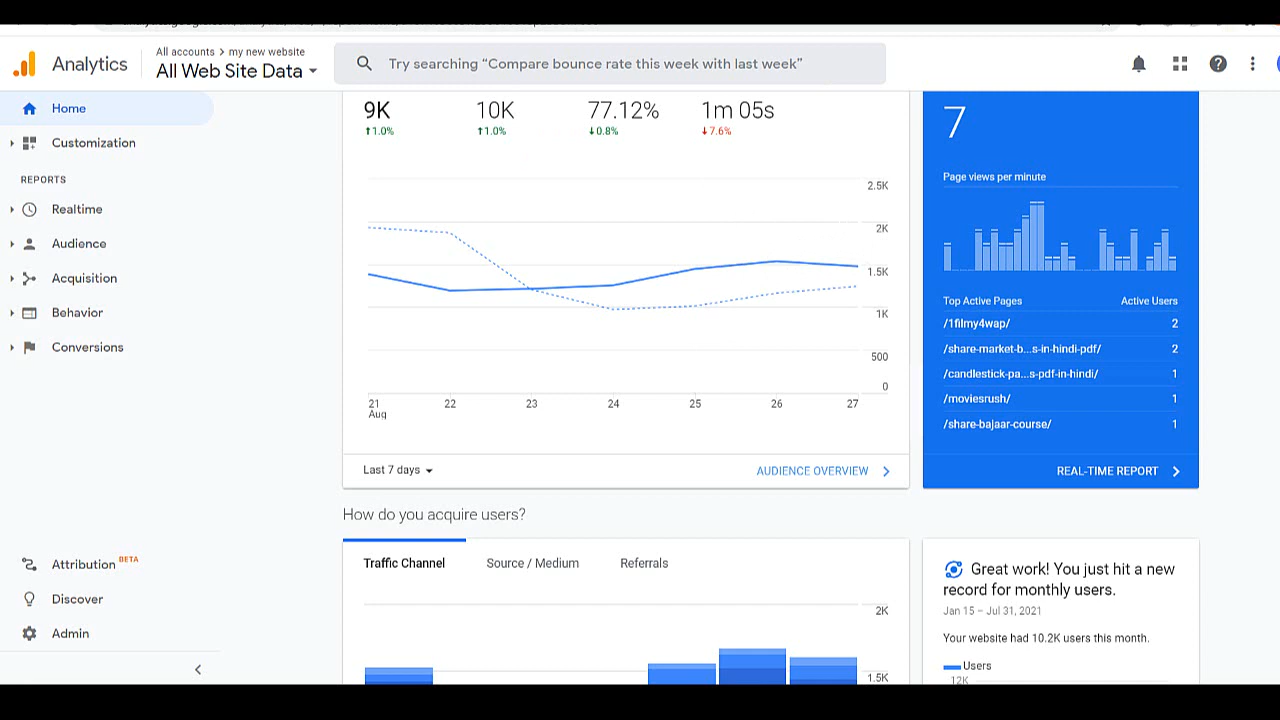 Analytics
All accounts > my new website
All Web Site Data
Try searching “Compare bounce rate this week with last week”
Home
Customization
REPORTS
Realtime
Audience
Acquisition
Behavior
Conversions
Attribution BETA
Discover
Admin
9K 10K 77.12% 1m 05s
1.0% 1.0% 0.8% 7.6%
2.5K
2K
1.5K
1K
500
0
21 22 23 24 25 26 27
Aug
Last 7 days
AUDIENCE OVERVIEW
7
Page views per minute
Top Active Pages Active Users
/1filmy4wap/ 2
/share-market-b...s-in-hindi-pdf/ 2
/candlestick-pa...s-pdf-in-hindi/ 1
/moviesrush/ 1
/share-bajaar-course/ 1
REAL-TIME REPORT
How do you acquire users?
Traffic Channel Source / Medium Referrals
2K
1.5K
Great work! You just hit a new
record for monthly users.
Jan 15 – Jul 31, 2021
Your website had 10.2K users this month.
Users
12K